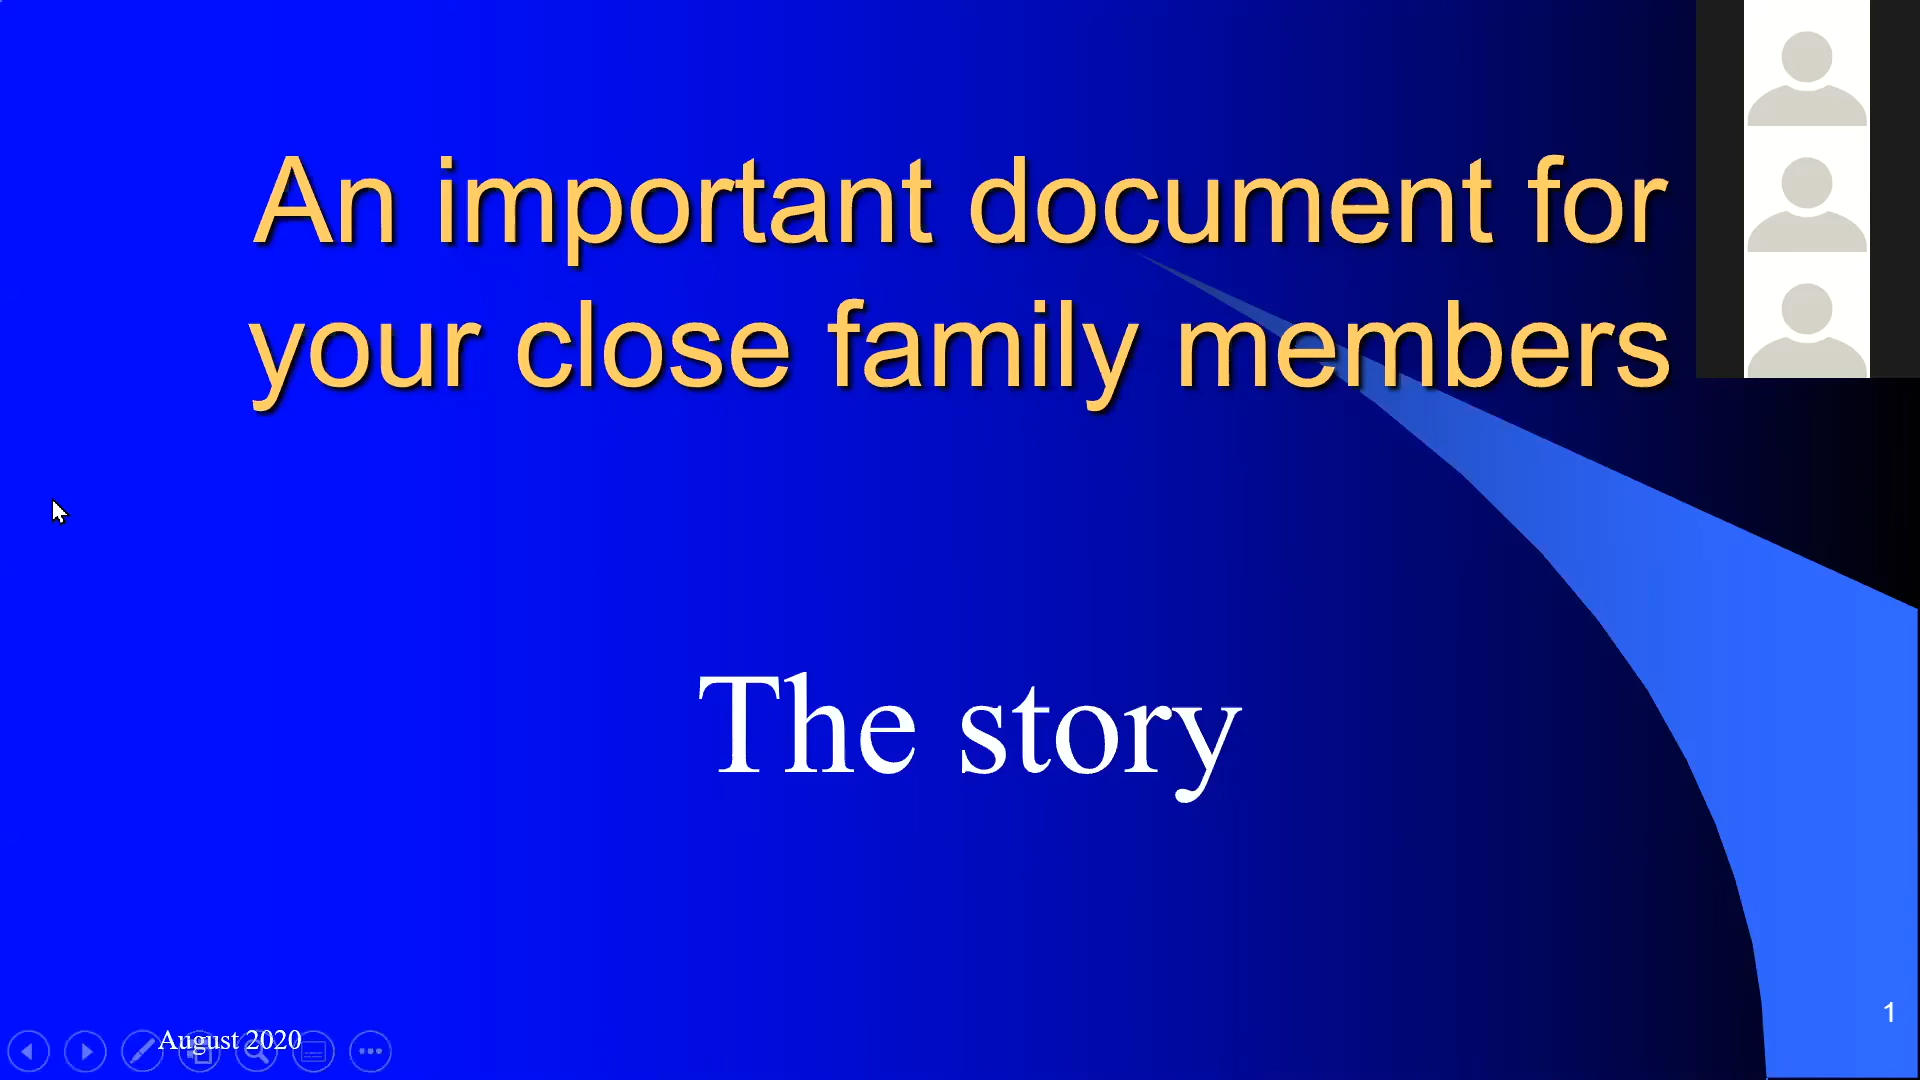 An important document for
your close family members
The story
August 2020
1